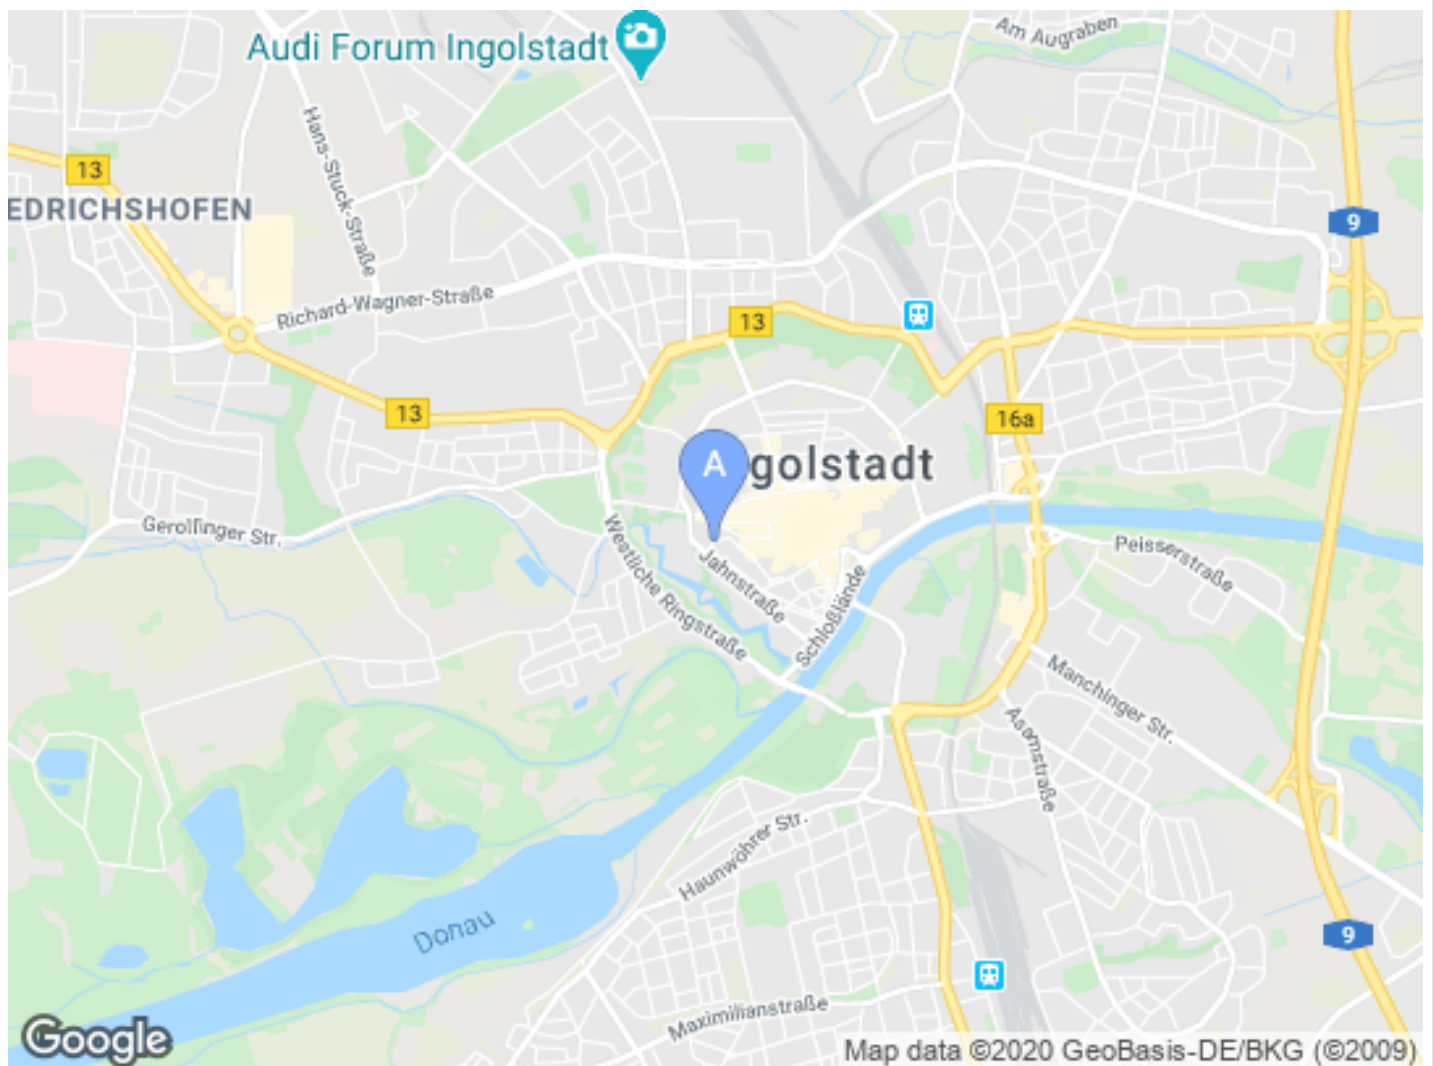 Am Augraben
Audi Forum Ingolstadt
Hans-Stuck-Straße
13
EDRICHSHOFEN
9
Richard-Wagner-Straße
13
13
16a
A
golstadt
Gerolfinger Str.
Westliche Ringstraße
Jahnstraße
Schloßlände
Peisserstraße
Manchinger Str.
Asamstraße
Haunwöhrer Str.
Donau
9
Maximilianstraße
Google
Map data ©2020 GeoBasis-DE/BKG (©2009)